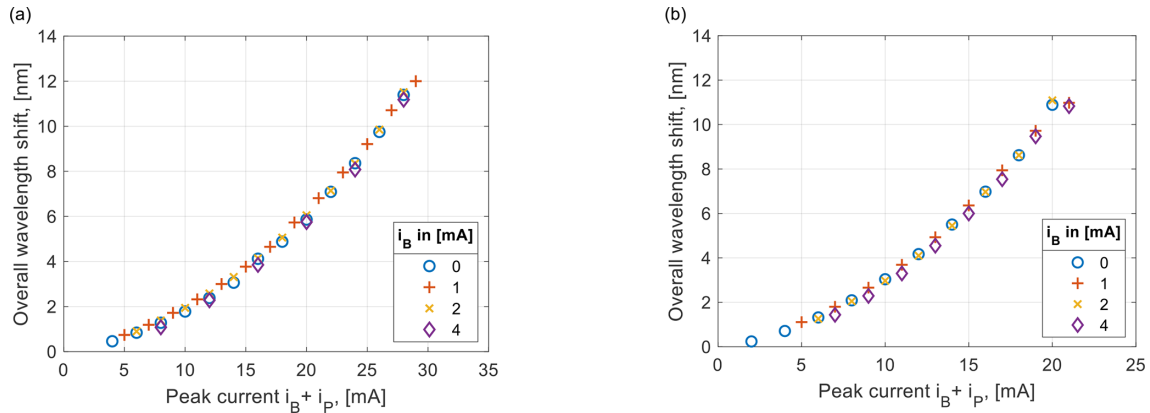 (a)
Overall wavelength shift, [nm]
14
12
10
8
6
4
2
0
0 5 10 15 20 25 30 35
Peak current i_B + i_P, [mA]
i_B in [mA]
0
1
2
4
(b)
Overall wavelength shift, [nm]
14
12
10
8
6
4
2
0
0 5 10 15 20 25
Peak current i_B + i_P, [mA]
i_B in [mA]
0
1
2
4